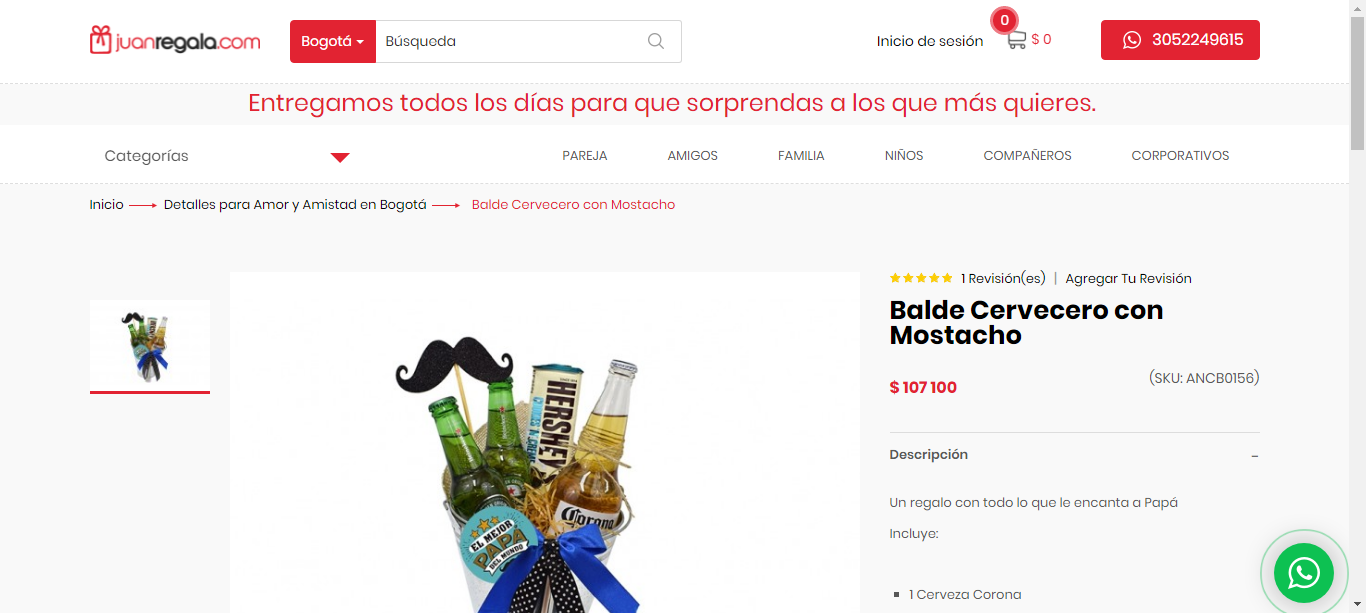 juanregala.com
Bogotá
Búsqueda
Inicio de sesión
0
$ 0
3052249615
Entregamos todos los días para que sorprendas a los que más quieres.
Categorías
PAREJA
AMIGOS
FAMILIA
NIÑOS
COMPAÑEROS
CORPORATIVOS
Inicio
Detalles para Amor y Amistad en Bogotá
Balde Cervecero con Mostacho
1 Revisión(es) | Agregar Tu Revisión
Balde Cervecero con
Mostacho
$ 107 100
(SKU: ANCB0156)
HERSHEY
Corona
EL MEJOR
PAPÁ
DEL MUNDO
Descripción
−
Un regalo con todo lo que le encanta a Papá
Incluye:
1 Cerveza Corona